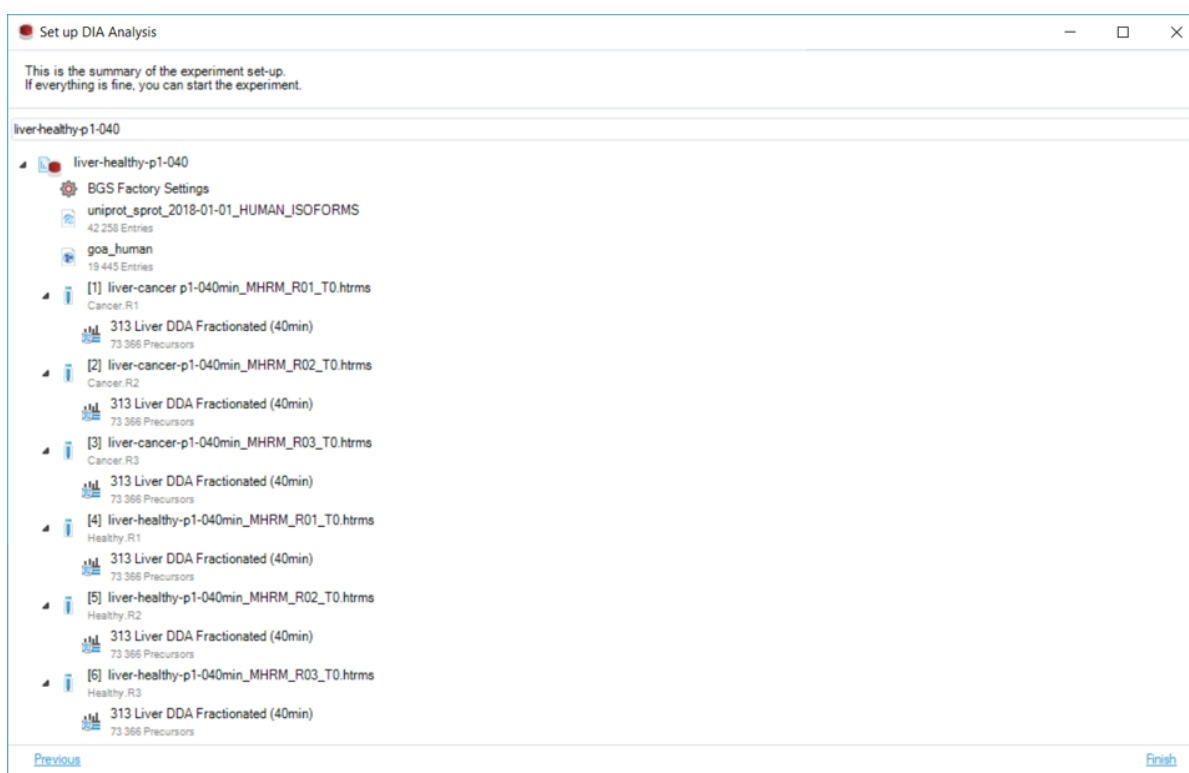 Set up DIA Analysis
This is the summary of the experiment set-up.
If everything is fine, you can start the experiment.
liver-healthy-p1-040
liver-healthy-p1-040
BGS Factory Settings
uniprot_sprot_2018-01-01_HUMAN_ISOFORMS
42 258 Entries
goa_human
19 445 Entries
[1] liver-cancer p1-040min_MHRM_R01_T0.htrms
Cancer.R1
313 Liver DDA Fractionated (40min)
73 366 Precursors
[2] liver-cancer-p1-040min_MHRM_R02_T0.htrms
Cancer.R2
313 Liver DDA Fractionated (40min)
73 366 Precursors
[3] liver-cancer-p1-040min_MHRM_R03_T0.htrms
Cancer.R3
313 Liver DDA Fractionated (40min)
73 366 Precursors
[4] liver-healthy-p1-040min_MHRM_R01_T0.htrms
Healthy.R1
313 Liver DDA Fractionated (40min)
73 366 Precursors
[5] liver-healthy-p1-040min_MHRM_R02_T0.htrms
Healthy.R2
313 Liver DDA Fractionated (40min)
73 366 Precursors
[6] liver-healthy-p1-040min_MHRM_R03_T0.htrms
Healthy.R3
313 Liver DDA Fractionated (40min)
73 366 Precursors
Previous
Finish